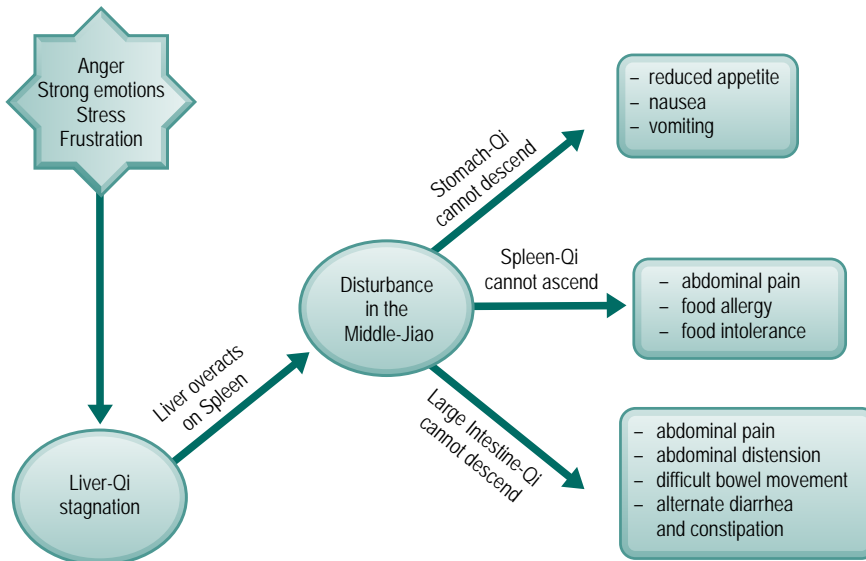 Anger
Strong emotions
Stress
Frustration
Liver-Qi
stagnation
Liver overacts
on Spleen
Disturbance
in the
Middle-Jiao
Stomach-Qi
cannot descend
– reduced appetite
– nausea
– vomiting
Spleen-Qi
cannot ascend
– abdominal pain
– food allergy
– food intolerance
Large Intestine-Qi
cannot descend
– abdominal pain
– abdominal distension
– difficult bowel movement
– alternate diarrhea
and constipation